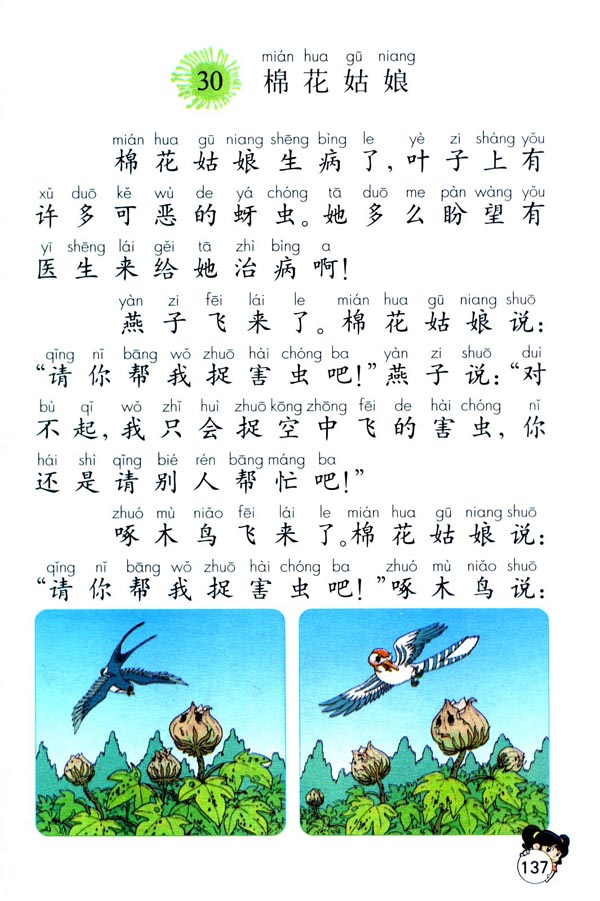 mián hua gū niang
30 棉花姑娘
mián hua gū niang shēng bìng le yè zi shàng yǒu
棉花姑娘生病了，叶子上有
xǔ duō kě wù de yá chóng tā duō me pàn wàng yǒu
许多可恶的蚜虫。她多么盼望有
yī shēng lái gěi tā zhì bìng a
医生来给她治病啊！
yàn zi fēi lái le mián hua gū niang shuō
燕子飞来了。棉花姑娘说：
qǐng nǐ bāng wǒ zhuō hài chóng ba yàn zi shuō duì
“请你帮我捉害虫吧！”燕子说：“对
bù qǐ wǒ zhǐ huì zhuō kōng zhōng fēi de hài chóng nǐ
不起，我只会捉空中飞的害虫，你
hái shì qǐng bié rén bāng máng ba
还是请别人帮忙吧！”
zhuó mù niǎo fēi lái le mián hua gū niang shuō
啄木鸟飞来了。棉花姑娘说：
qǐng nǐ bāng wǒ zhuō hài chóng ba zhuó mù niǎo shuō
“请你帮我捉害虫吧！”啄木鸟说：
137